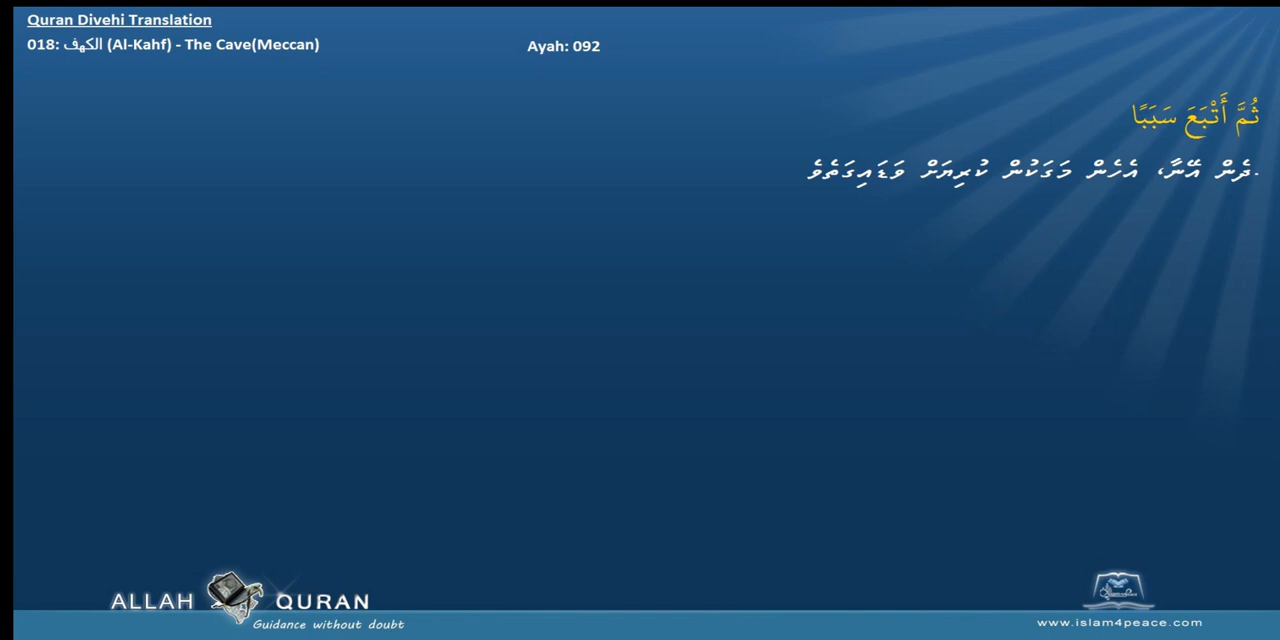 Quran Divehi Translation
018: الكهف (Al-Kahf) - The Cave(Meccan)
Ayah: 092
ثُمَّ أَتْبَعَ سَبَبًا
ދެން އޭނާ، އެހެން މަގަކުން ކުރިޔަށް ވަޑައިގަތެވެ.
ALLAH QURAN
Guidance without doubt
www.islam4peace.com